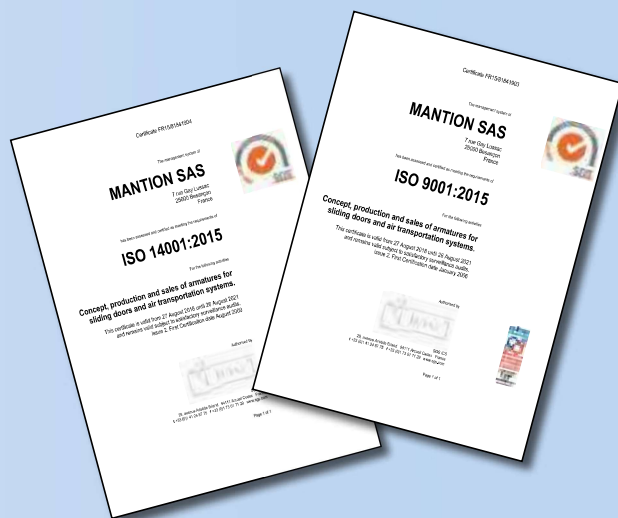 Certificate FR15/81841904
The management system of
MANTION SAS
7 rue Gay Lussac
25000 Besançon
France
has been assessed and certified as meeting the requirements of
ISO 14001:2015
For the following activities
Concept, production and sales of armatures for
sliding doors and air transportation systems.
This certificate is valid from 27 August 2018 until 26 August 2021
and remains valid subject to satisfactory surveillance audits.
Issue 2. First Certification date August 2009
Authorised by
Page 1 of 1
SGS
Certificate FR15/81841903
The management system of
MANTION SAS
7 rue Gay Lussac
25000 Besançon
France
has been assessed and certified as meeting the requirements of
ISO 9001:2015
For the following activities
Concept, production and sales of armatures for
sliding doors and air transportation systems.
This certificate is valid from 27 August 2018 until 26 August 2021
and remains valid subject to satisfactory surveillance audits.
Issue 2. First Certification date January 2006
Authorised by
SGS ICS
Page 1 of 1
SGS